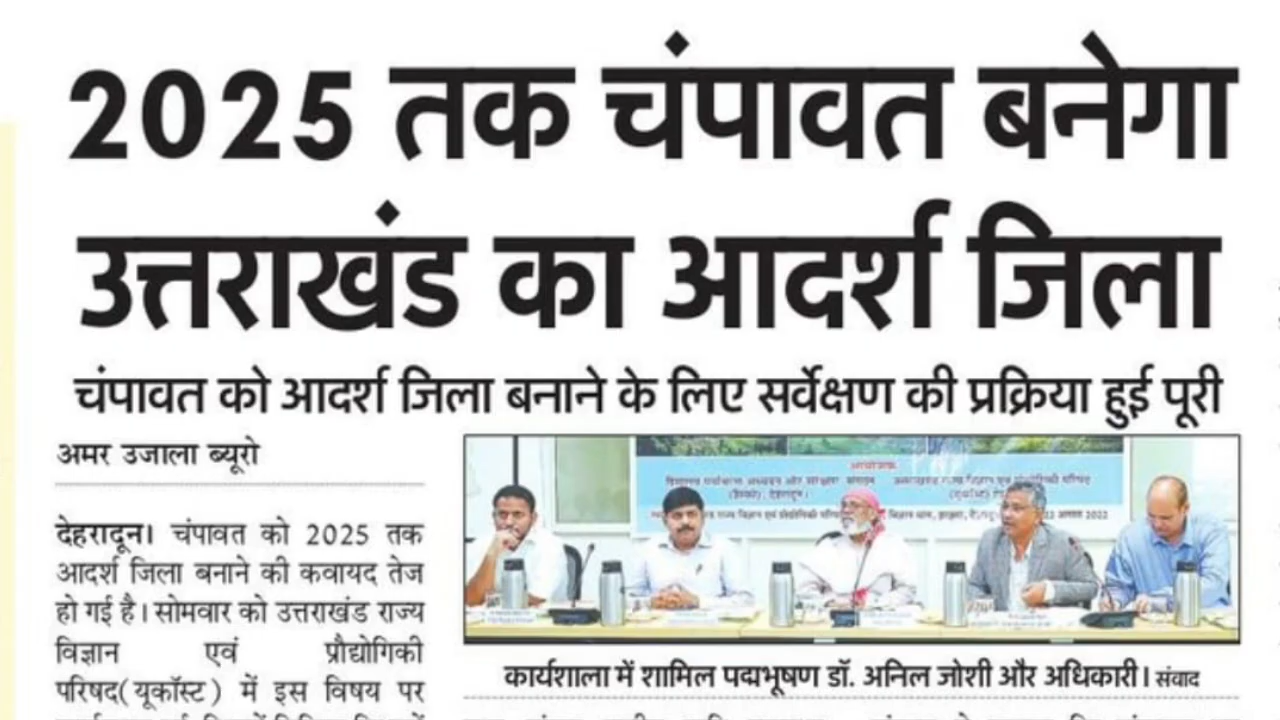 2025 तक चंपावत बनेगा
उत्तराखंड का आदर्श जिला
चंपावत को आदर्श जिला बनाने के लिए सर्वेक्षण की प्रक्रिया हुई पूरी
अमर उजाला ब्यूरो
देहरादून। चंपावत को 2025 तक
आदर्श जिला बनाने की कवायद तेज
हो गई है। सोमवार को उत्तराखंड राज्य
विज्ञान एवं प्रौद्योगिकी
परिषद(यूकॉस्ट) में इस विषय पर
आयोजक
कार्यशाला में शामिल पद्मभूषण डॉ. अनिल जोशी और अधिकारी। संवाद